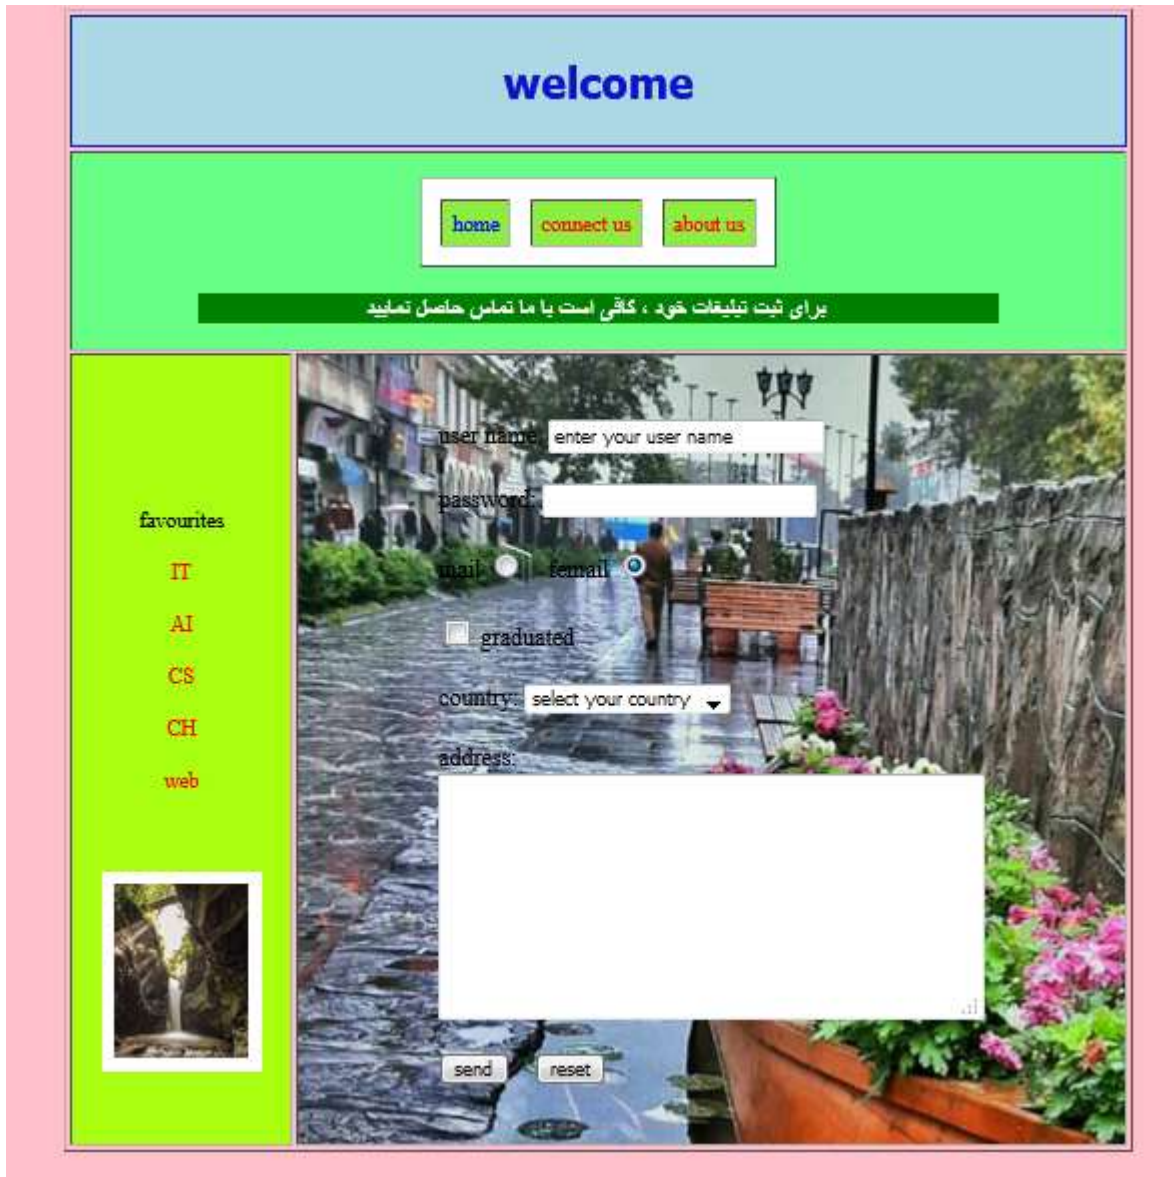 welcome
home connect us about us
برای ثبت تبلیغات خود ، کافی است با ما تماس حاصل نمایید
favourites
IT
AI
CS
CH
web
user name: enter your user name
password:
mail femail
graduated
country: select your country
address:
send reset